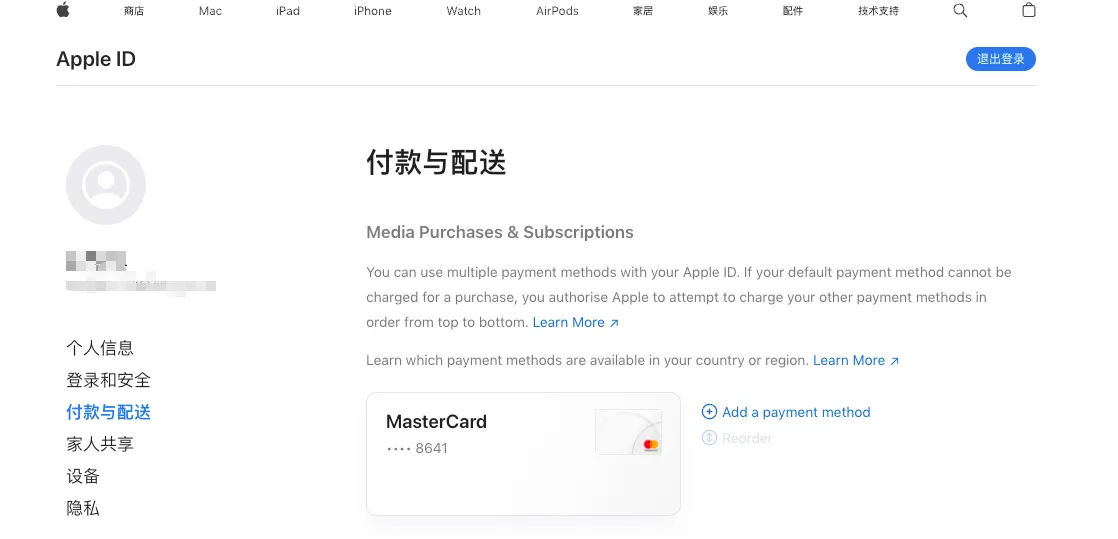 商店 Mac iPad iPhone Watch AirPods 家居 娱乐 配件 技术支持
Apple ID
退出登录
付款与配送
Media Purchases & Subscriptions
You can use multiple payment methods with your Apple ID. If your default payment method cannot be
charged for a purchase, you authorise Apple to attempt to charge your other payment methods in
order from top to bottom. Learn More ↗
Learn which payment methods are available in your country or region. Learn More ↗
个人信息
登录和安全
付款与配送
家人共享
设备
隐私
MasterCard
•••• 8641
Add a payment method
Reorder